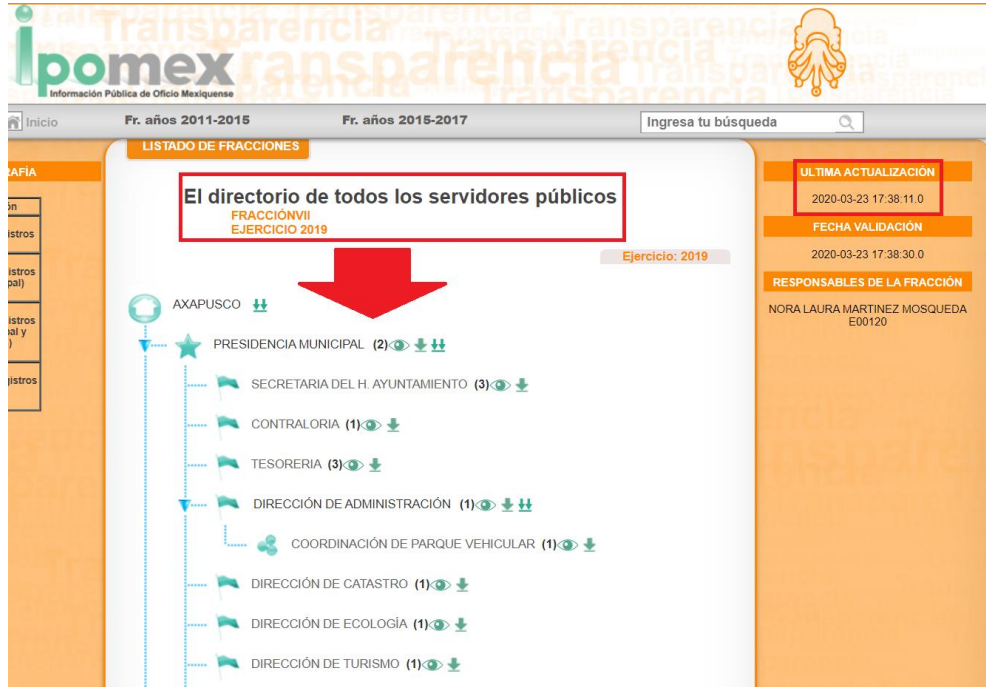 Transparencia
ipomex
Información Pública de Oficio Mexiquense
Inicio
Fr. años 2011-2015
Fr. años 2015-2017
Ingresa tu búsqueda
LISTADO DE FRACCIONES
El directorio de todos los servidores públicos
FRACCIÓNVII
EJERCICIO 2019
Ejercicio: 2019
AXAPUSCO
PRESIDENCIA MUNICIPAL (2)
SECRETARIA DEL H. AYUNTAMIENTO (3)
CONTRALORIA (1)
TESORERIA (3)
DIRECCIÓN DE ADMINISTRACIÓN (1)
COORDINACIÓN DE PARQUE VEHICULAR (1)
DIRECCIÓN DE CATASTRO (1)
DIRECCIÓN DE ECOLOGÍA (1)
DIRECCIÓN DE TURISMO (1)
ULTIMA ACTUALIZACIÓN
2020-03-23 17:38:11.0
FECHA VALIDACIÓN
2020-03-23 17:38:30.0
RESPONSABLES DE LA FRACCIÓN
NORA LAURA MARTINEZ MOSQUEDA
E00120